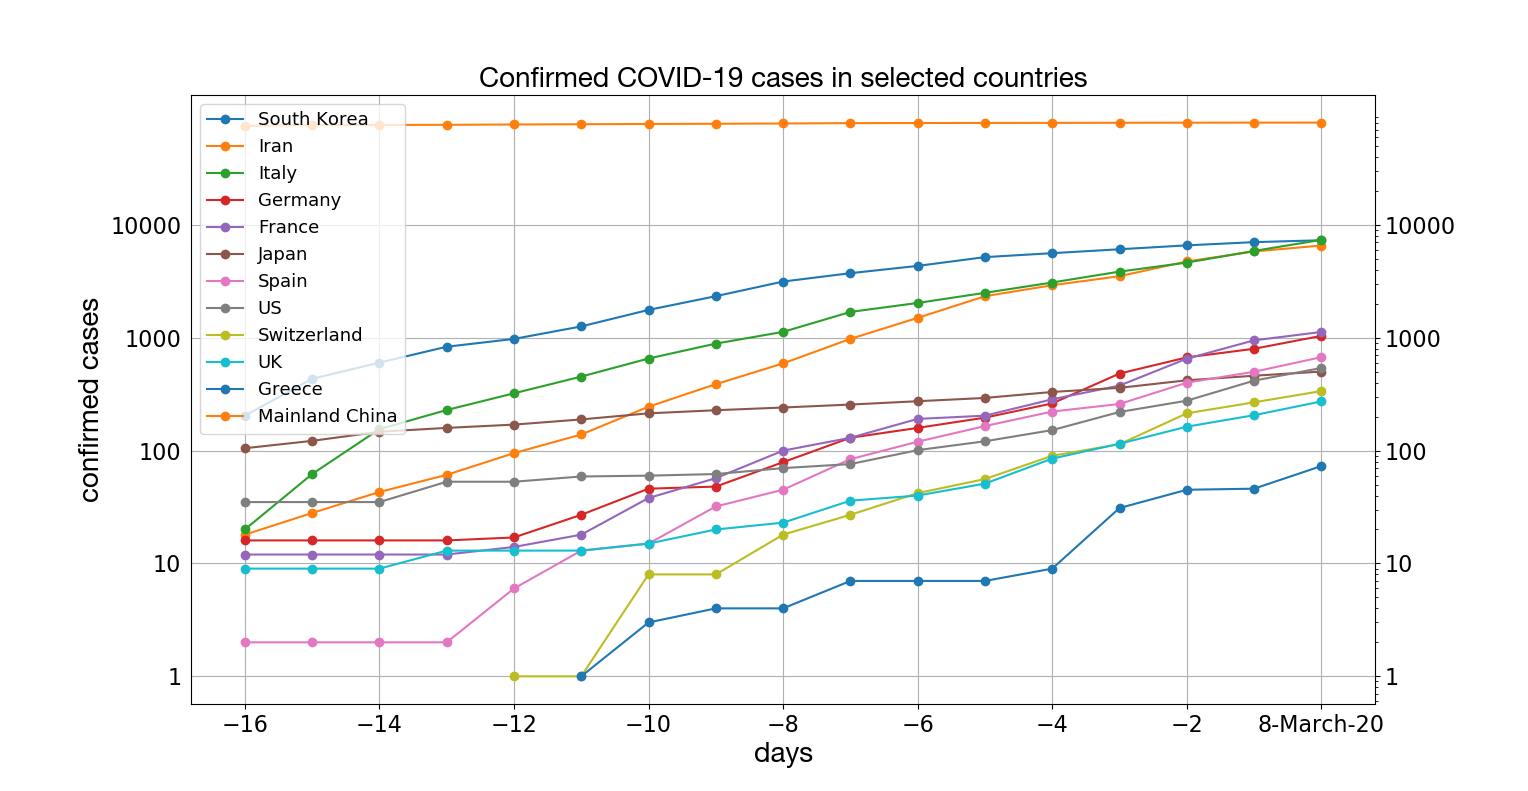 Confirmed COVID-19 cases in selected countries
South Korea
Iran
Italy
Germany
France
Japan
Spain
US
Switzerland
UK
Greece
Mainland China
confirmed cases
10000
1000
100
10
1
10000
1000
100
10
1
−16 −14 −12 −10 −8 −6 −4 −2 8-March-20
days